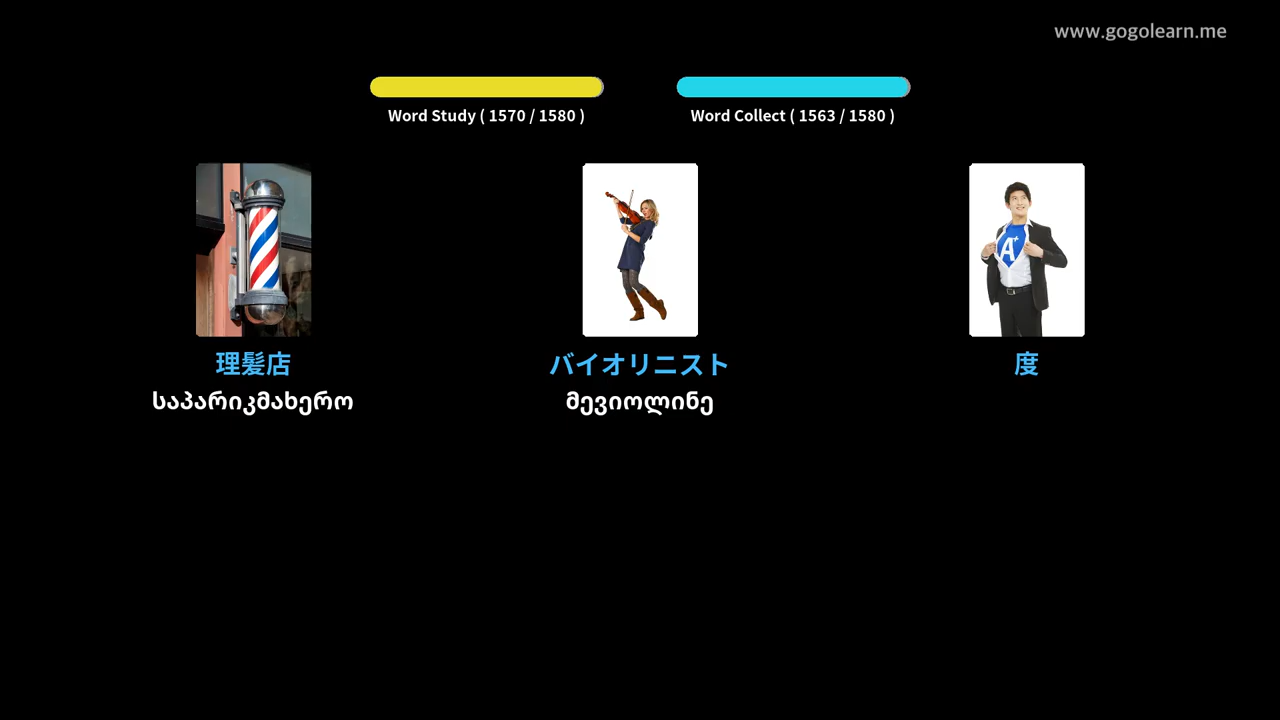 www.gogolearn.me
Word Study ( 1570 / 1580 )
Word Collect ( 1563 / 1580 )
A+
理髪店
バイオリニスト
度
საპარიკმახერო
მევიოლინე